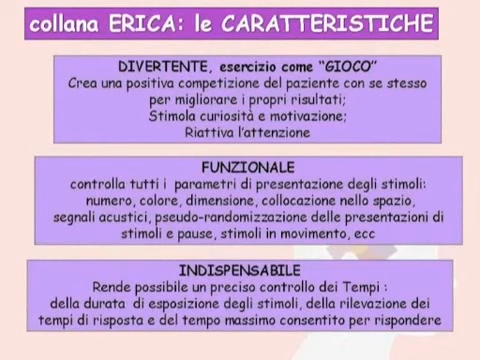 collana ERICA: le CARATTERISTICHE
DIVERTENTE, esercizio come “GIOCO”
Crea una positiva competizione del paziente con se stesso
per migliorare i propri risultati;
Stimola curiosità e motivazione;
Riattiva l'attenzione
FUNZIONALE
controlla tutti i parametri di presentazione degli stimoli:
numero, colore, dimensione, collocazione nello spazio,
segnali acustici, pseudo-randomizzazione delle presentazioni di
stimoli e pause, stimoli in movimento, ecc
INDISPENSABILE
Rende possibile un preciso controllo dei Tempi :
della durata di esposizione degli stimoli, della rilevazione dei
tempi di risposta e del tempo massimo consentito per rispondere